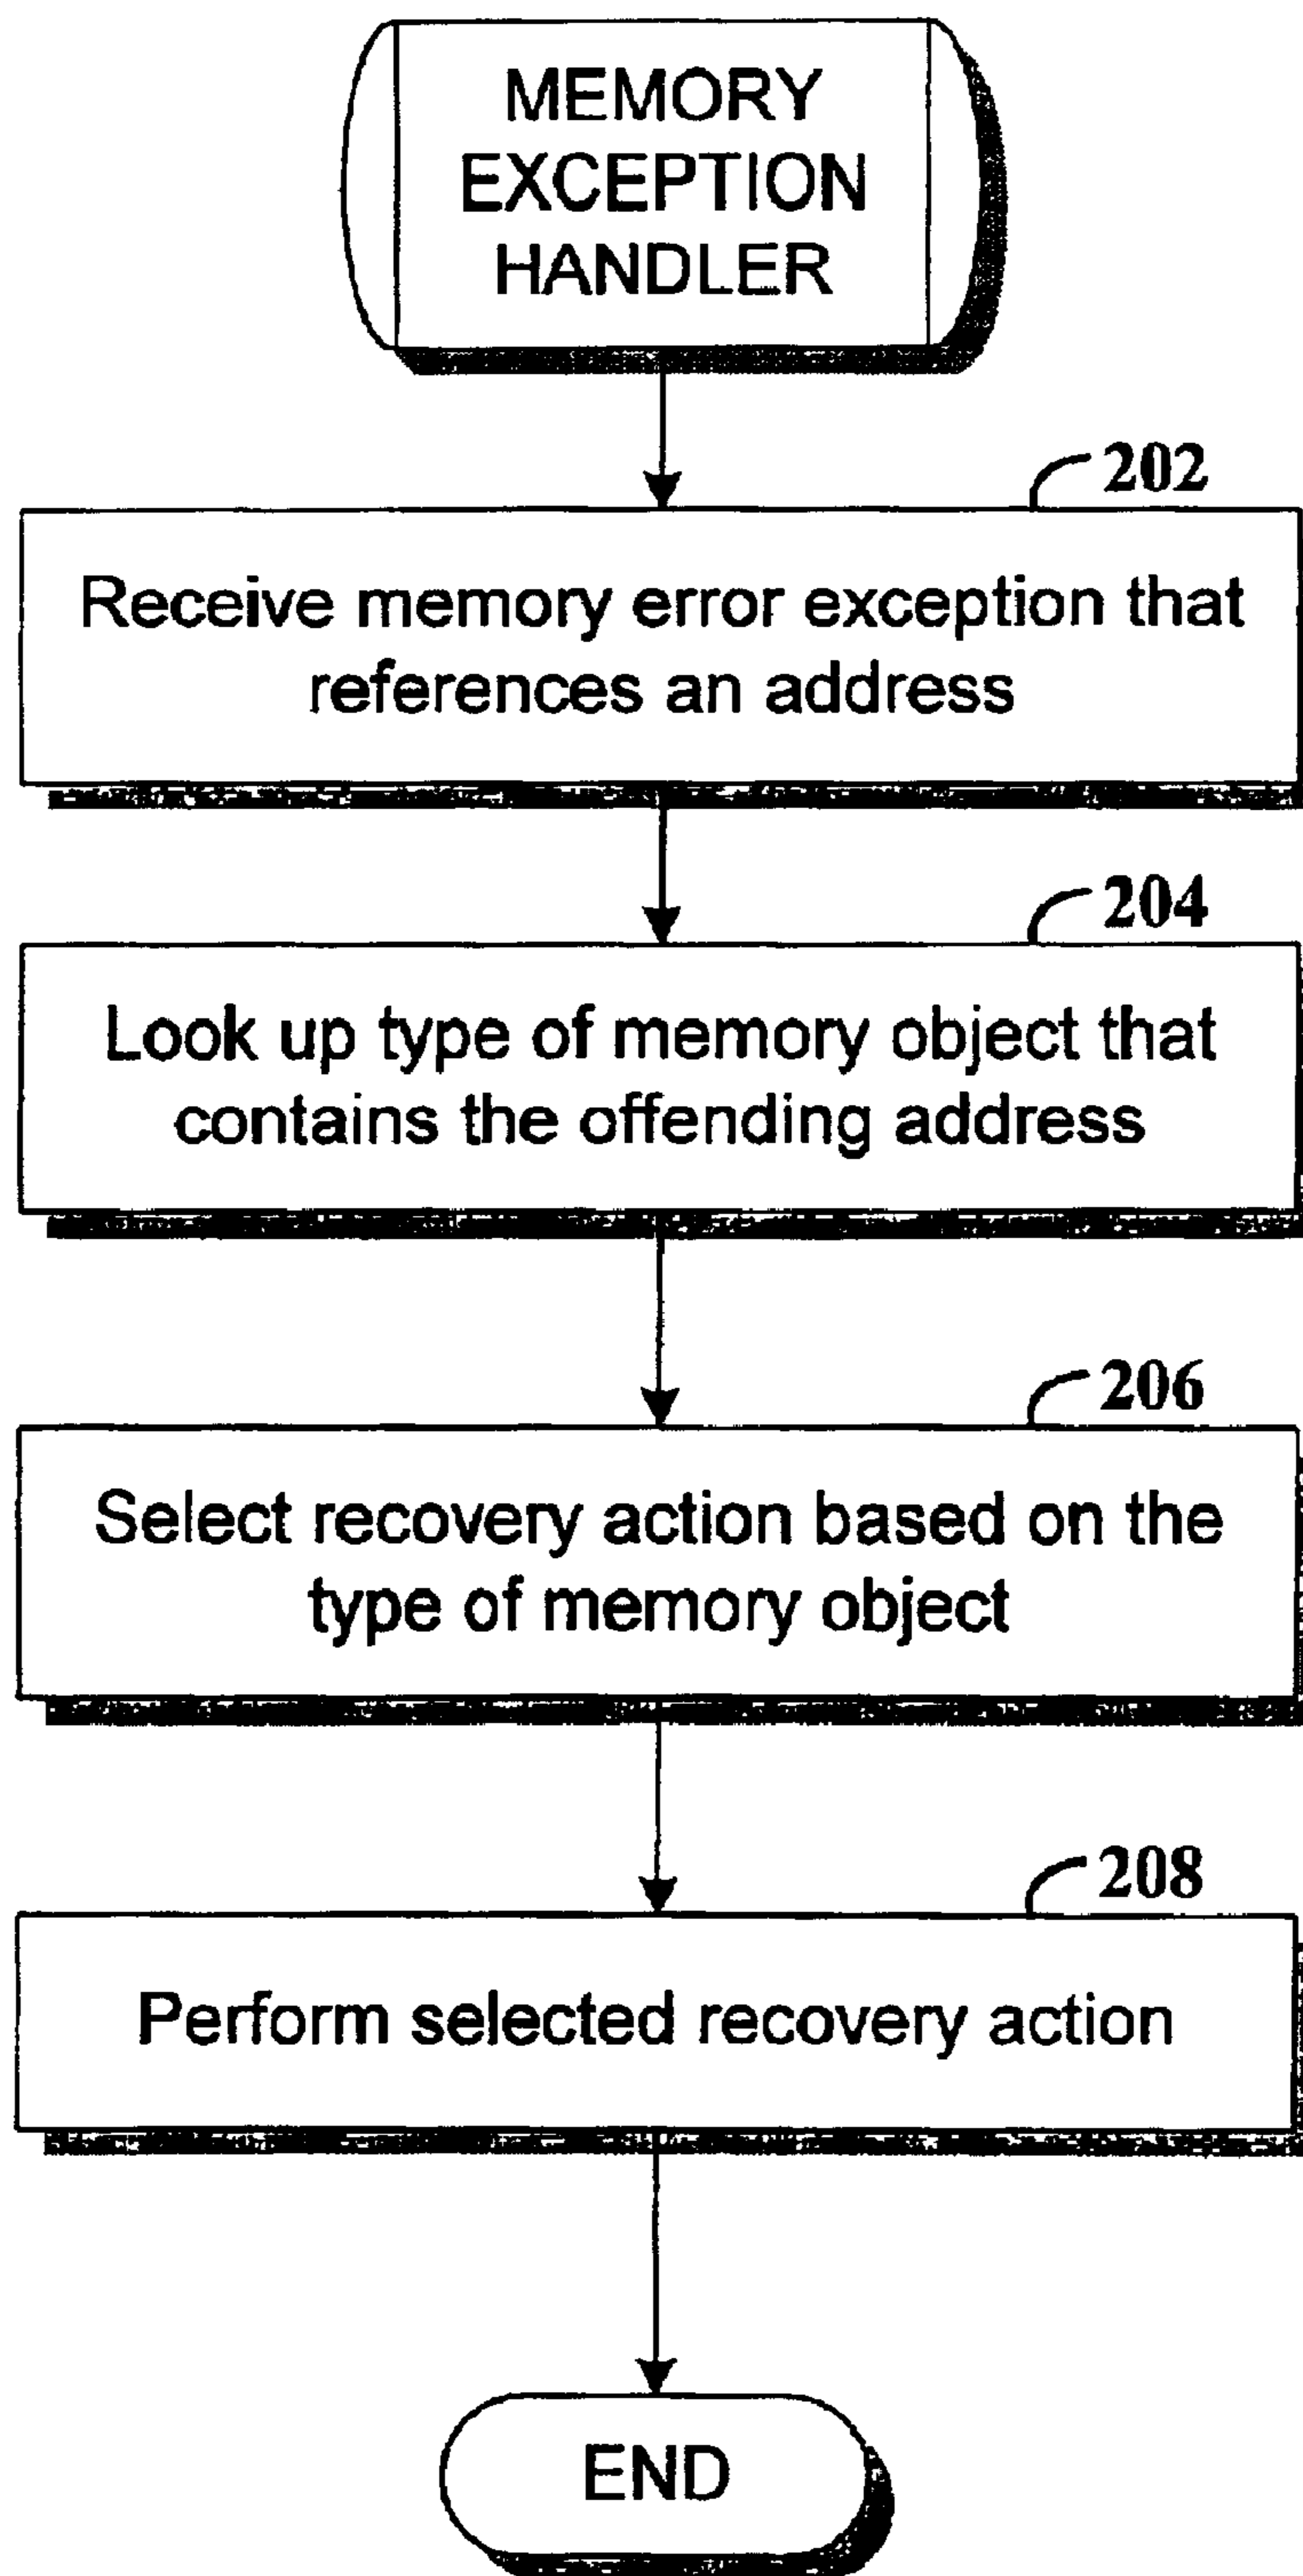 MEMORY
EXCEPTION
HANDLER
202
Receive memory error exception that
references an address
204
Look up type of memory object that
contains the offending address
206
Select recovery action based on the
type of memory object
208
Perform selected recovery action
END